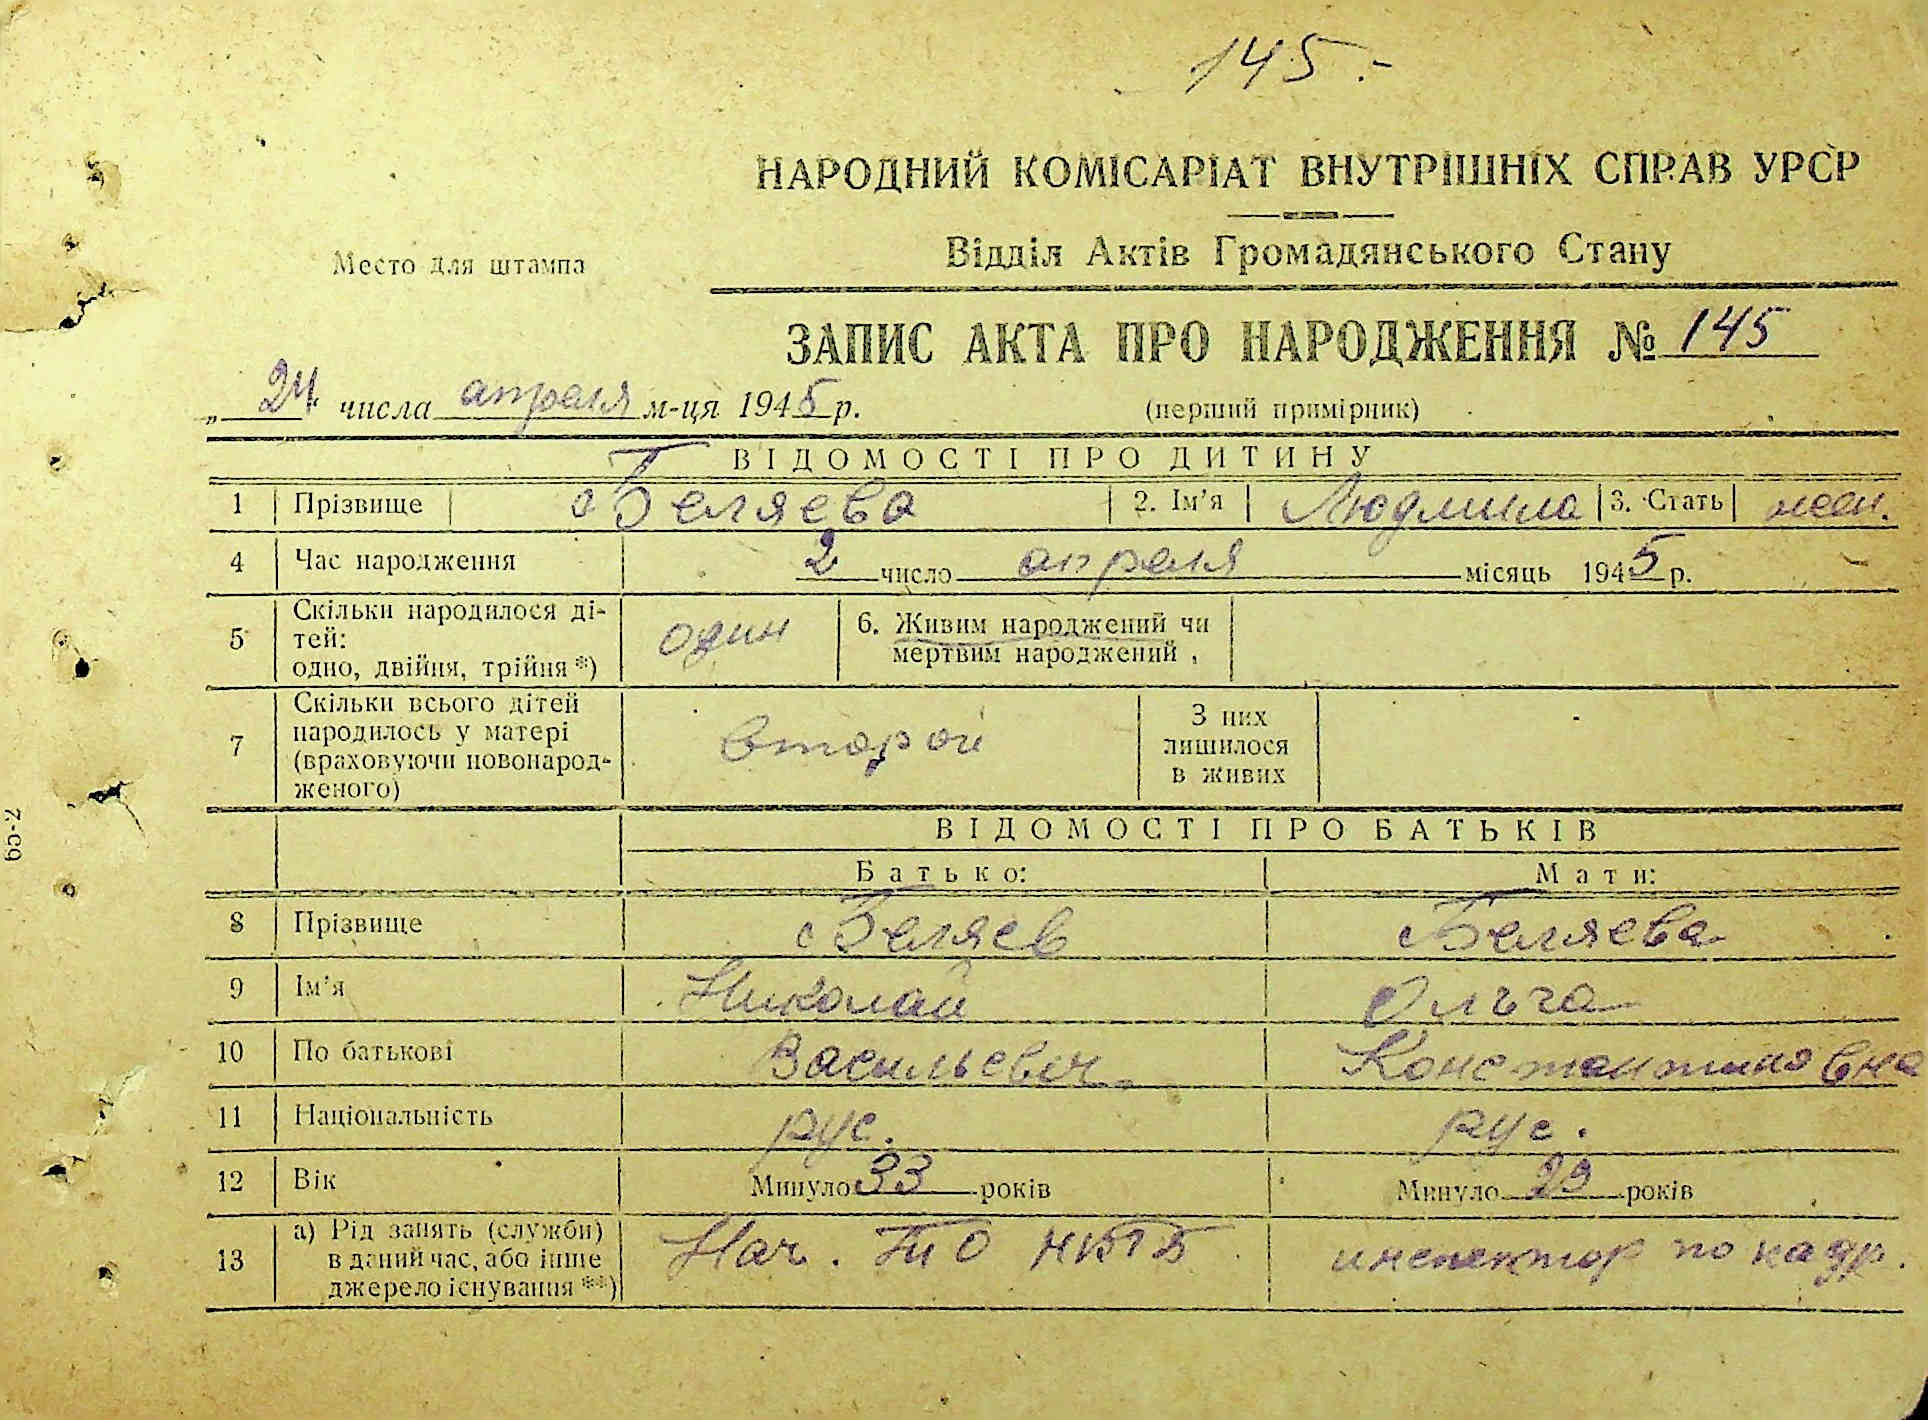 145.-
НАРОДНИЙ КОМІСАРІАТ ВНУТРІШНІХ СПРАВ УРСР
Место для штампа
Відділ Актів Громадянського Стану
ЗАПИС АКТА ПРО НАРОДЖЕННЯ № 145
„24“ числа апреля м-ця 1945 р.
(перший примірник)
ВІДОМОСТІ ПРО ДИТИНУ
1 Прізвище Беляева 2. Ім'я Людмила 3. Стать жен.
4 Час народження 2 число апреля місяць 1945 р.
5 Скільки народилося ді-
тей:
одно, двійня, трійня *) один
6. Живим народжений чи
мертвим народжений
7 Скільки всього дітей
народилось у матері
(враховуючи новонарод-
женого) второй
З них
лишилося
в живих
ВІДОМОСТІ ПРО БАТЬКІВ
Батько: Мати:
8 Прізвище Беляев Беляева
9 Ім'я Николай Ольга
10 По батькові Васильевич. Константиновна
11 Національність рус. рус.
12 Вік Минуло 33 років Минуло 29 років
13 а) Рід занять (служби)
в даний час, або інше
джерело існування **) Нач. ТО НКГБ инспектор по кадр.
7-сб